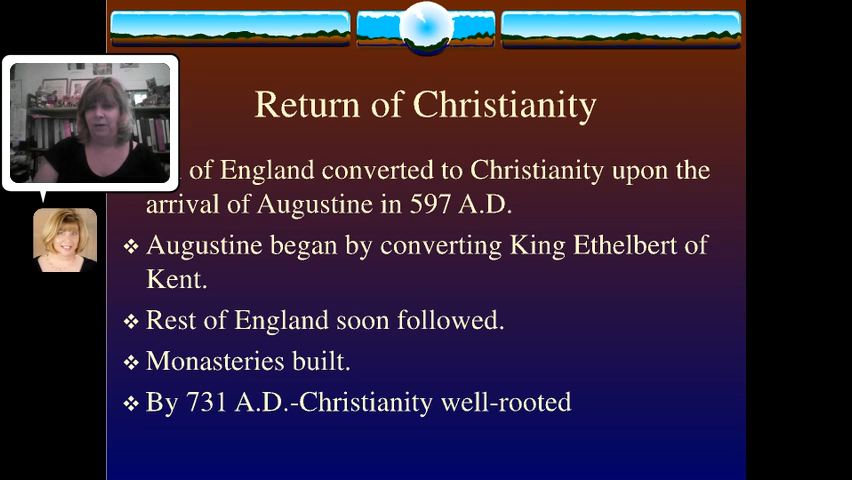 Return of Christianity
of England converted to Christianity upon the
arrival of Augustine in 597 A.D.
❖ Augustine began by converting King Ethelbert of
Kent.
❖ Rest of England soon followed.
❖ Monasteries built.
❖ By 731 A.D.-Christianity well-rooted